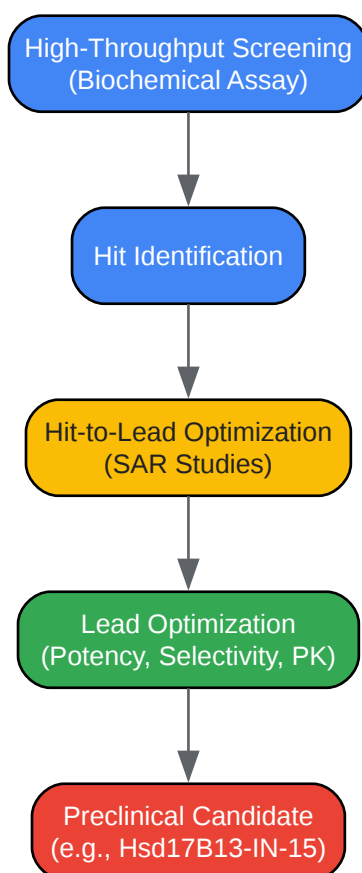 High-Throughput Screening
(Biochemical Assay)
Hit Identification
Hit-to-Lead Optimization
(SAR Studies)
Lead Optimization
(Potency, Selectivity, PK)
Preclinical Candidate
(e.g., Hsd17B13-IN-15)